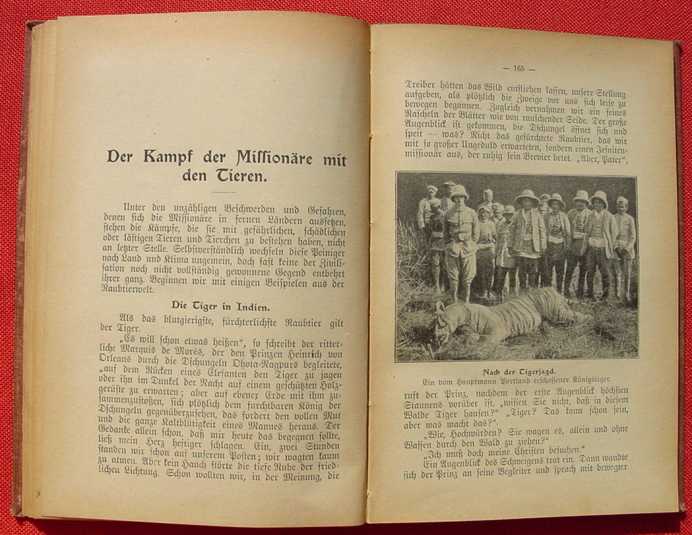 Der Kampf der Missionäre mit
den Tieren.
Unter den unzähligen Beschwerden und Gefahren,
denen sich die Missionäre in fernen Ländern aussetzen,
stehen die Kämpfe, die sie mit gefährlichen, schädlichen
oder lästigen Tieren und Tierchen zu bestehen haben, nicht
an letzter Stelle. Selbstverständlich wechseln diese Peiniger
nach Land und Klima ungemein, doch fast keine der Zivili-
sation noch nicht vollständig gewonnene Gegend entbehrt
ihrer ganz. Beginnen wir mit einigen Beispielen aus der
Raubtierwelt.
Die Tiger in Indien.
Als das blutgierigste, fürchterlichste Raubtier gilt
der Tiger.
„Es will schon etwas heißen“, so schreibt der ritter-
liche Marquis de Morès, der den Prinzen Heinrich von
Orleans durch die Dschungeln Chota-Nagpurs begleitete,
„auf dem Rücken eines Elefanten den Tiger zu jagen
oder ihn im Dunkel der Nacht auf einem geschützten Holz-
gerüste zu erwarten; aber auf ebener Erde mit ihm zu-
sammenzustoßen, sich plötzlich dem furchtbaren König der
Dschungeln gegenüberzusehen, das fordert den vollen Mut
und die ganze Kaltblütigkeit eines Mannes heraus. Der
Gedanke allein schon, daß mir heute das begegnen sollte,
ließ mein Herz heftiger schlagen. Ein, zwei Stunden
standen wir schon auf unserem Posten; wir wagten kaum
zu atmen. Aber kein Hauch störte die tiefe Ruhe der fried-
lichen Lichtung. Schon wollten wir, in der Meinung, die
— 165 —
Treiber hätten das Wild entfliehen lassen, unsere Stellung
aufgeben, als plötzlich die Zweige vor uns sich leise zu
bewegen begannen. Zugleich vernahmen wir ein feines
Rascheln der Blätter wie von rauschender Seide. Der große
Augenblick ist gekommen, die Dschungel öffnet sich und
speit — was? Nicht das gefürchtete Raubtier, das wir
mit so großer Ungeduld erwarteten, sondern einen Jesuiten-
missionär aus, der ruhig sein Brevier betet. „Aber, Pater“,
Nach der Tigerjagd.
Ein vom Hauptmann erschossener Königstiger.
ruft der Prinz, nachdem der erste Augenblick höchsten
Staunens vorüber ist, „wissen Sie nicht, daß in diesem
Walde Tiger hausen?“ „Tiger? Das kann schon sein,
aber was macht das?“
„Wie, Hochwürden? Sie wagen es, allein und ohne
Waffen durch den Wald zu ziehen?“
„Ich muß doch meine Christen besuchen.“
Ein Augenblick des Schweigens trat ein. Dann wandte
sich der Prinz an seine Begleiter und sprach mit bewegter